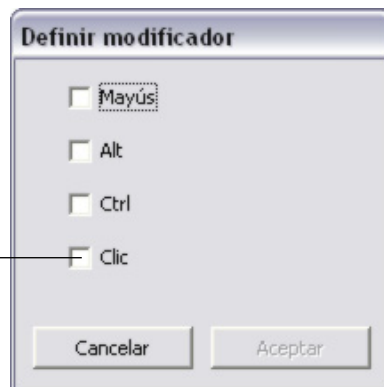 Definir modificador
Mayús
Alt
Ctrl
Clic
Cancelar Aceptar